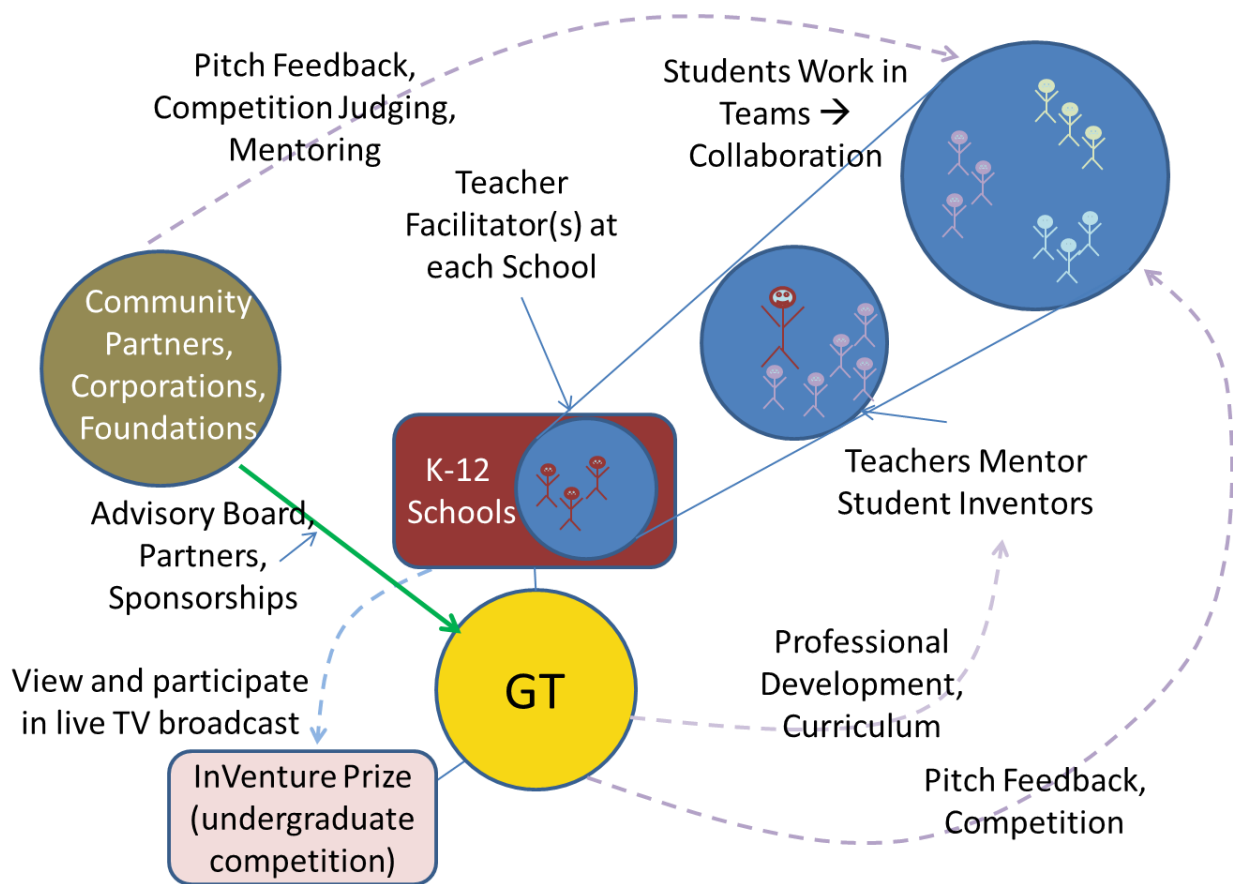 Pitch Feedback,
Competition Judging,
Mentoring
Students Work in
Teams →
Collaboration
Teacher
Facilitator(s) at
each School
Community
Partners,
Corporations,
Foundations
K-12
Schools
Teachers Mentor
Student Inventors
Advisory Board,
Partners,
Sponsorships
View and participate
in live TV broadcast
GT
Professional
Development,
Curriculum
InVenture Prize
(undergraduate
competition)
Pitch Feedback,
Competition